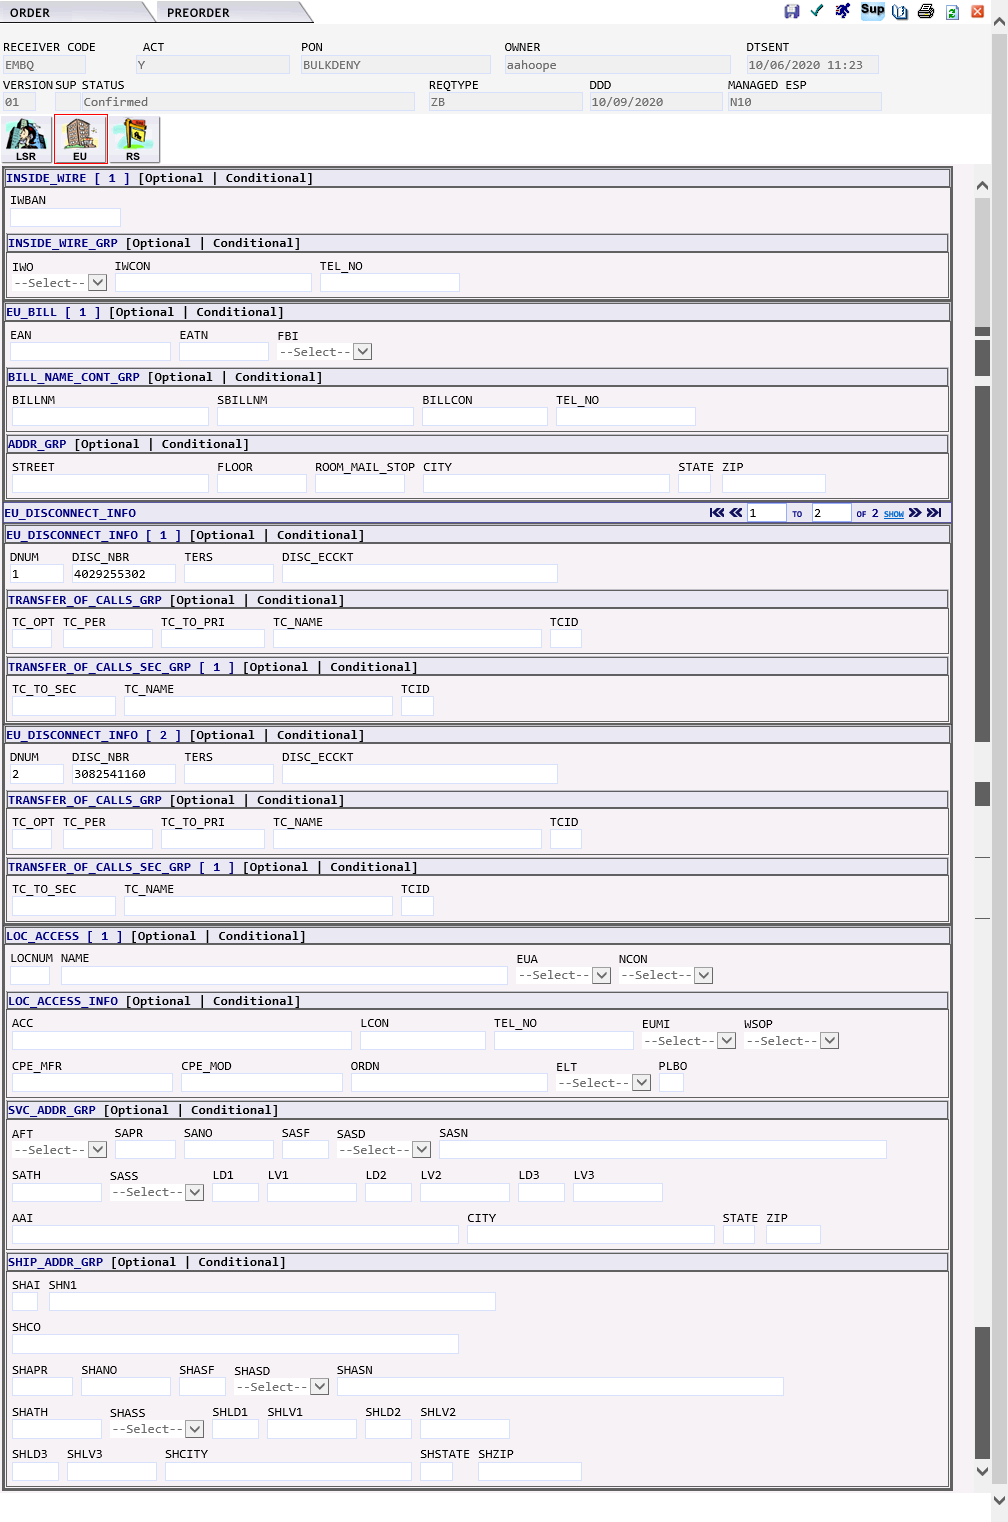 ORDER PREORDER Sup
RECEIVER CODE ACT PON OWNER DTSENT
EMBQ Y BULKDENY aahoope 10/06/2020 11:23
VERSION SUP STATUS REQTYPE DDD MANAGED ESP
01 Confirmed ZB 10/09/2020 N10
LSR EU RS
INSIDE_WIRE [ 1 ] [Optional | Conditional]
IWBAN
INSIDE_WIRE_GRP [Optional | Conditional]
IWO IWCON TEL_NO
--Select--
EU_BILL [ 1 ] [Optional | Conditional]
EAN EATN FBI
--Select--
BILL_NAME_CONT_GRP [Optional | Conditional]
BILLNM SBILLNM BILLCON TEL_NO
ADDR_GRP [Optional | Conditional]
STREET FLOOR ROOM_MAIL_STOP CITY STATE ZIP
EU_DISCONNECT_INFO 1 TO 2 OF 2 SHOW
EU_DISCONNECT_INFO [ 1 ] [Optional | Conditional]
DNUM DISC_NBR TERS DISC_ECCKT
1 4029255302
TRANSFER_OF_CALLS_GRP [Optional | Conditional]
TC_OPT TC_PER TC_TO_PRI TC_NAME TCID
TRANSFER_OF_CALLS_SEC_GRP [ 1 ] [Optional | Conditional]
TC_TO_SEC TC_NAME TCID
EU_DISCONNECT_INFO [ 2 ] [Optional | Conditional]
DNUM DISC_NBR TERS DISC_ECCKT
2 3082541160
TRANSFER_OF_CALLS_GRP [Optional | Conditional]
TC_OPT TC_PER TC_TO_PRI TC_NAME TCID
TRANSFER_OF_CALLS_SEC_GRP [ 1 ] [Optional | Conditional]
TC_TO_SEC TC_NAME TCID
LOC_ACCESS [ 1 ] [Optional | Conditional]
LOCNUM NAME EUA NCON
--Select-- --Select--
LOC_ACCESS_INFO [Optional | Conditional]
ACC LCON TEL_NO EUMI WSOP
--Select-- --Select--
CPE_MFR CPE_MOD ORDN ELT PLBO
--Select--
SVC_ADDR_GRP [Optional | Conditional]
AFT SAPR SANO SASF SASD SASN
--Select-- --Select--
SATH SASS LD1 LV1 LD2 LV2 LD3 LV3
--Select--
AAI CITY STATE ZIP
SHIP_ADDR_GRP [Optional | Conditional]
SHAI SHN1
SHCO
SHAPR SHANO SHASF SHASD SHASN
--Select--
SHATH SHASS SHLD1 SHLV1 SHLD2 SHLV2
--Select--
SHLD3 SHLV3 SHCITY SHSTATE SHZIP